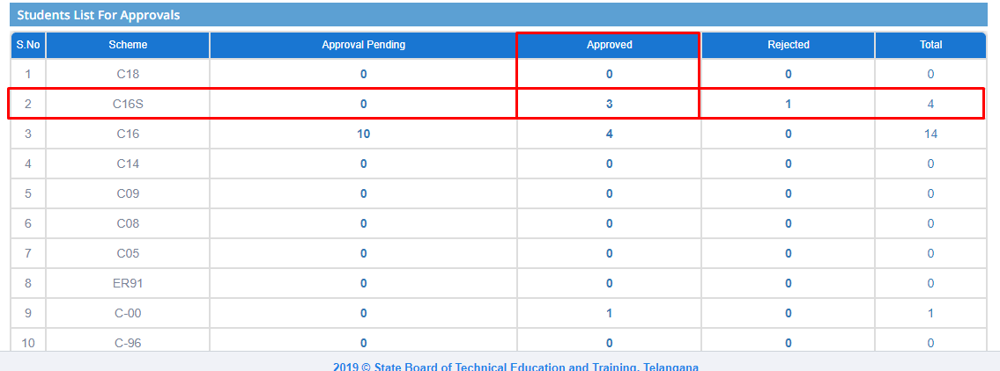 Students List For Approvals
S.No Scheme Approval Pending Approved Rejected Total
1 C18 0 0 0 0
2 C16S 0 3 1 4
3 C16 10 4 0 14
4 C14 0 0 0 0
5 C09 0 0 0 0
6 C08 0 0 0 0
7 C05 0 0 0 0
8 ER91 0 0 0 0
9 C-00 0 1 0 1
10 C-96 0 0 0 0
2019 © State Board of Technical Education and Training, Telangana